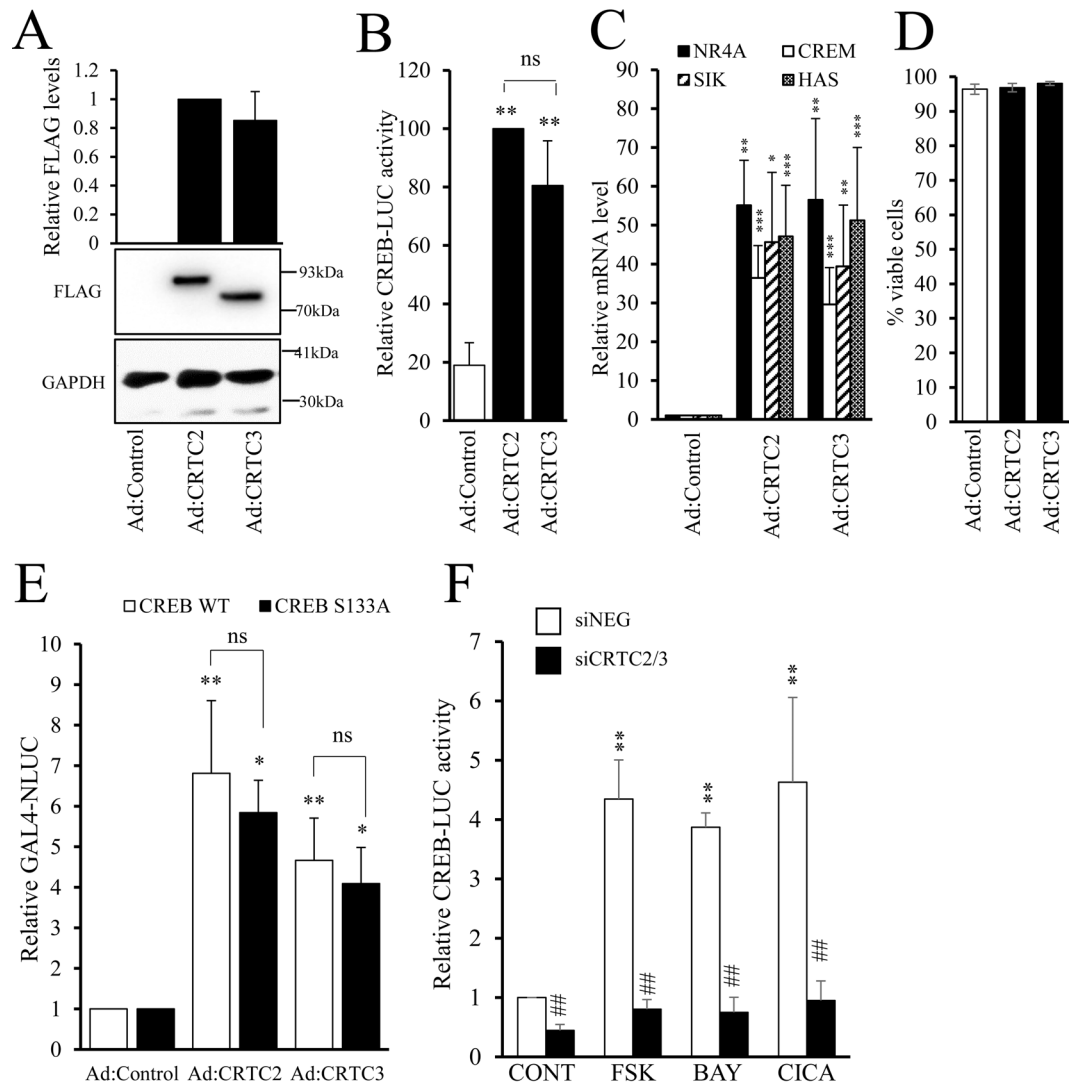 A
Relative FLAG levels
1.2
1
0.8
0.6
0.4
0.2
0
FLAG
93kDa
70kDa
GAPDH
41kDa
30kDa
Ad:Control
Ad:CRTC2
Ad:CRTC3
B
Relative CREB-LUC activity
120
100
80
60
40
20
0
ns
**
**
Ad:Control
Ad:CRTC2
Ad:CRTC3
C
NR4A CREM
SIK HAS
Relative mRNA level
90
80
70
60
50
40
30
20
10
0
**
***
*
***
**
***
**
***
Ad:Control
Ad:CRTC2
Ad:CRTC3
D
% viable cells
100
90
80
70
60
50
40
30
20
10
0
Ad:Control
Ad:CRTC2
Ad:CRTC3
E
CREB WT CREB S133A
Relative GAL4-NLUC
10
9
8
7
6
5
4
3
2
1
0
ns
**
*
ns
**
*
Ad:Control Ad:CRTC2 Ad:CRTC3
F
siNEG
siCRTC2/3
Relative CREB-LUC activity
7
6
5
4
3
2
1
0
##
**
##
**
##
**
##
CONT FSK BAY CICA